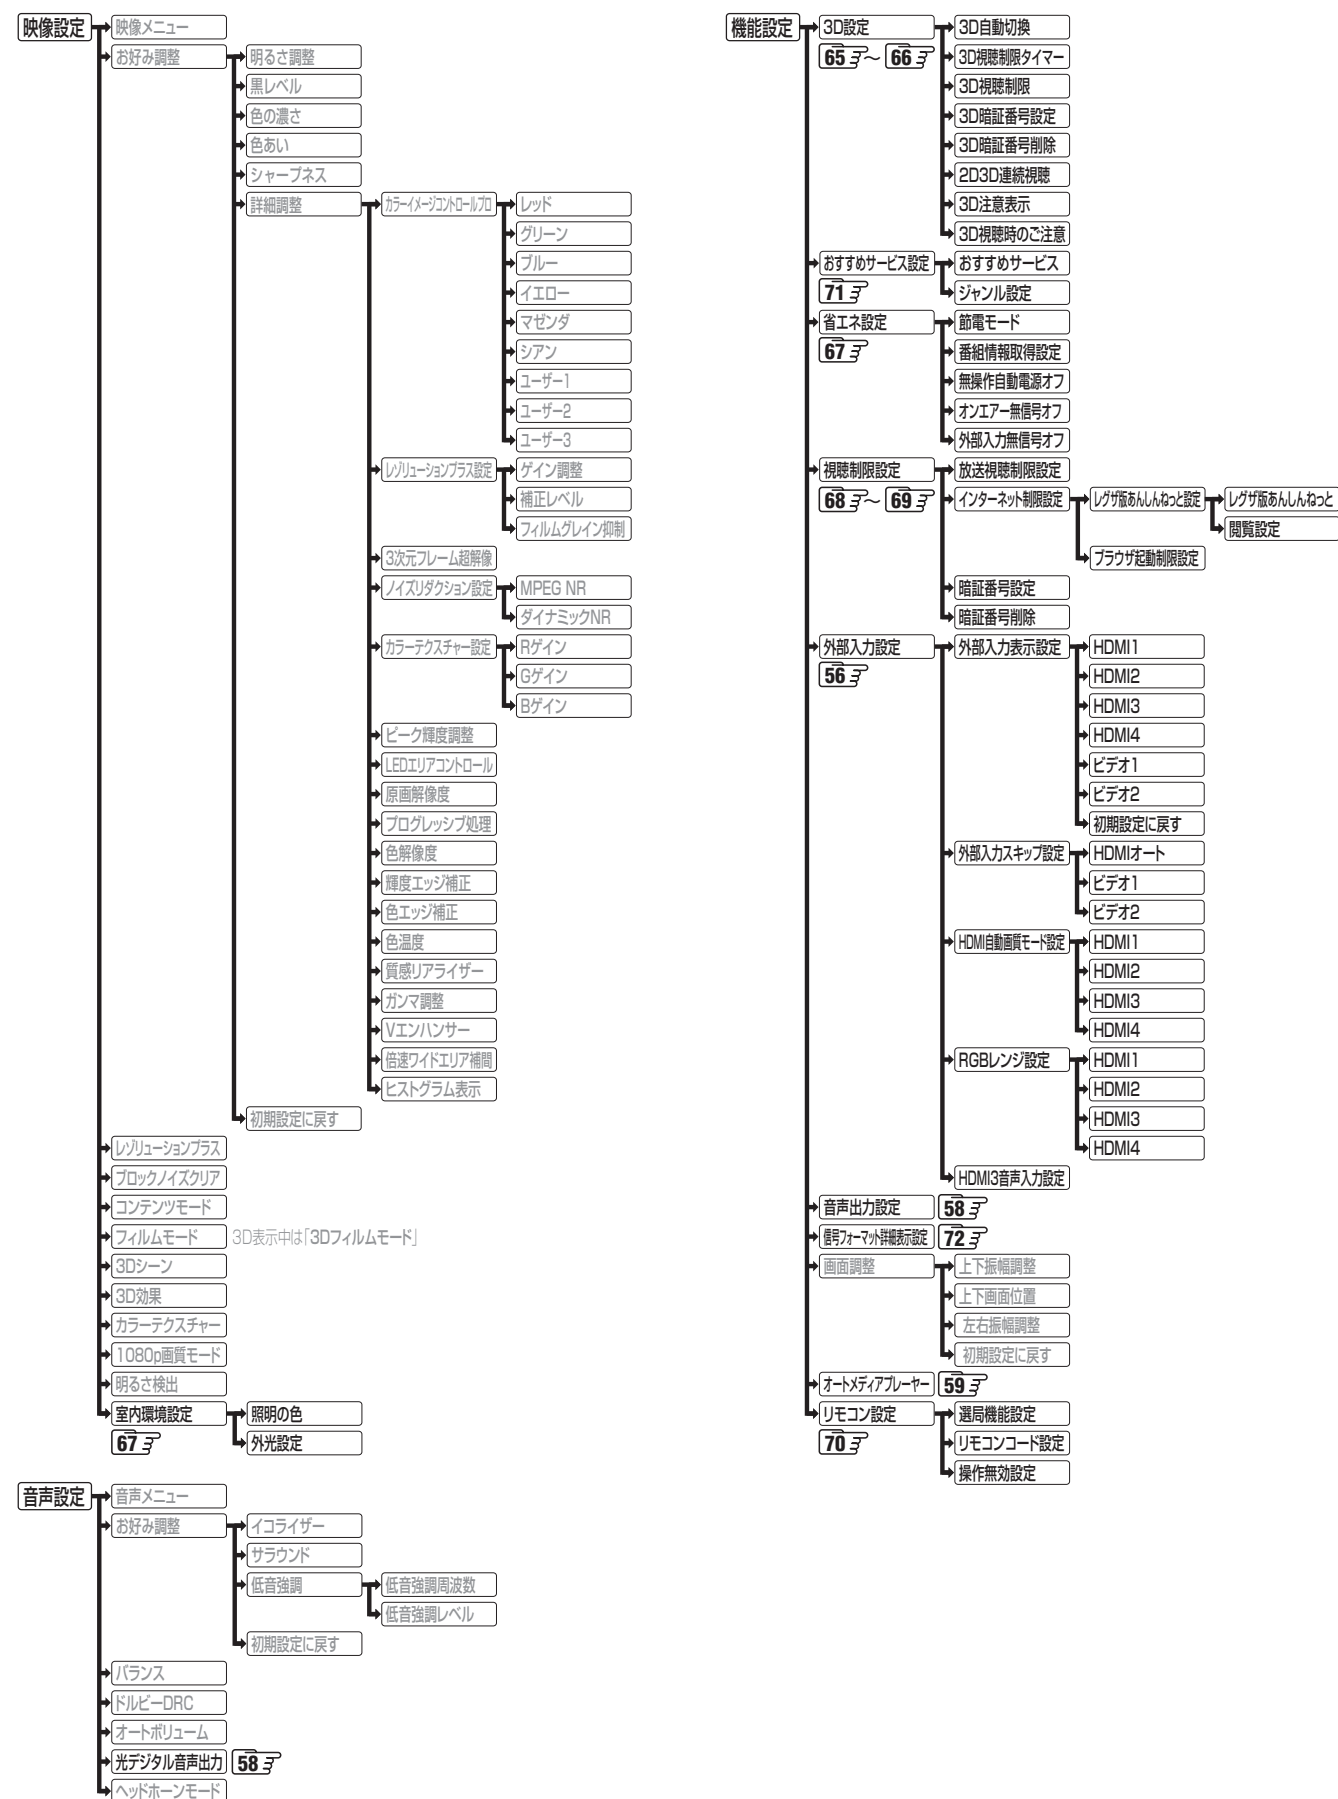 映像設定
映像メニュー
お好み調整
明るさ調整
黒レベル
色の濃さ
色あい
シャープネス
詳細調整
カラーイメージコントロールプロ
レッド
グリーン
ブルー
イエロー
マゼンダ
シアン
ユーザー1
ユーザー2
ユーザー3
レゾリューションプラス設定
ゲイン調整
補正レベル
フィルムグレイン抑制
3次元フレーム超解像
ノイズリダクション設定
MPEG NR
ダイナミックNR
カラーテクスチャー設定
Rゲイン
Gゲイン
Bゲイン
ピーク輝度調整
LEDエリアコントロール
原画解像度
プログレッシブ処理
色解像度
輝度エッジ補正
色エッジ補正
色温度
質感リアライザー
ガンマ調整
Vエンハンサー
倍速ワイドエリア補間
ヒストグラム表示
初期設定に戻す
レゾリューションプラス
ブロックノイズクリア
コンテンツモード
フィルムモード 3D表示中は「3Dフィルムモード」
3Dシーン
3D効果
カラーテクスチャー
1080p画質モード
明るさ検出
室内環境設定
67
照明の色
外光設定
音声設定
音声メニュー
お好み調整
イコライザー
サラウンド
低音強調
低音強調周波数
低音強調レベル
初期設定に戻す
バランス
ドルビーDRC
オートボリューム
光デジタル音声出力 58
ヘッドホーンモード
機能設定
3D設定
65～66
3D自動切換
3D視聴制限タイマー
3D視聴制限
3D暗証番号設定
3D暗証番号削除
2D3D連続視聴
3D注意表示
3D視聴時のご注意
おすすめサービス設定
71
おすすめサービス
ジャンル設定
省エネ設定
67
節電モード
番組情報取得設定
無操作自動電源オフ
オンエアー無信号オフ
外部入力無信号オフ
視聴制限設定
68～69
放送視聴制限設定
インターネット制限設定
レグザ版あんしんねっと設定
レグザ版あんしんねっと
閲覧設定
ブラウザ起動制限設定
暗証番号設定
暗証番号削除
外部入力設定
56
外部入力表示設定
HDMI1
HDMI2
HDMI3
HDMI4
ビデオ1
ビデオ2
初期設定に戻す
外部入力スキップ設定
HDMIオート
ビデオ1
ビデオ2
HDMI自動画質モード設定
HDMI1
HDMI2
HDMI3
HDMI4
RGBレンジ設定
HDMI1
HDMI2
HDMI3
HDMI4
HDMI3音声入力設定
音声出力設定 58
信号フォーマット詳細表示設定 72
画面調整
上下振幅調整
上下画面位置
左右振幅調整
初期設定に戻す
オートメディアプレーヤー 59
リモコン設定
70
選局機能設定
リモコンコード設定
操作無効設定